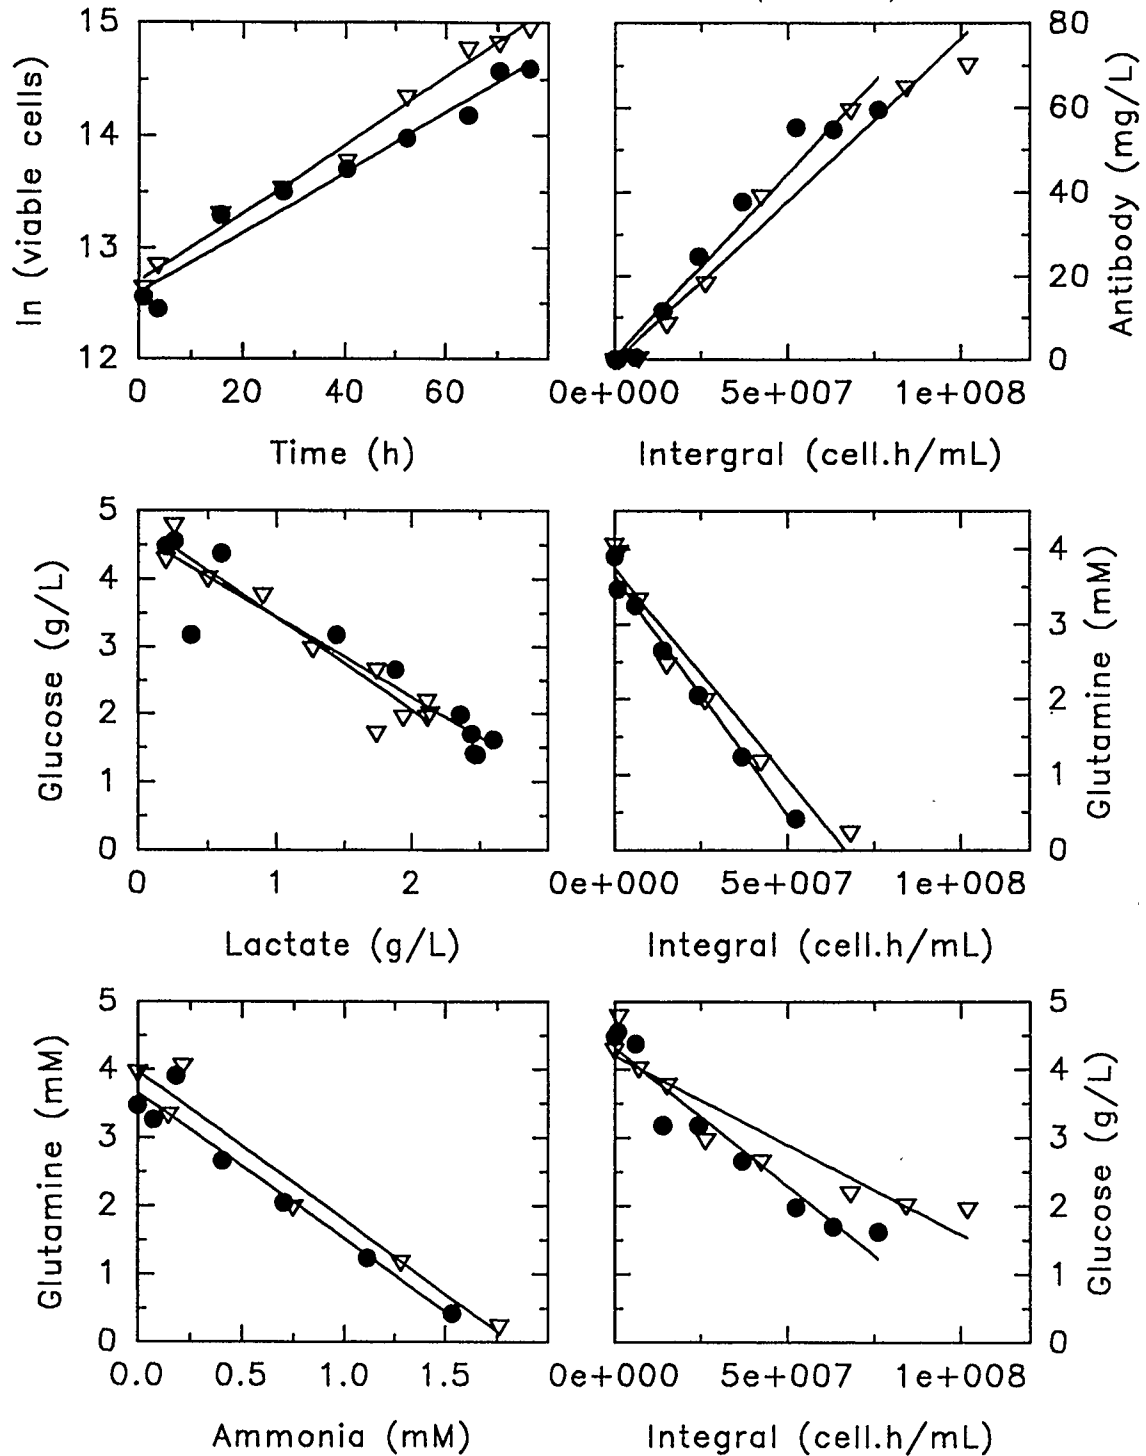 15
14
13
12
ln (viable cells)
0 20 40 60
Time (h)
80
60
40
20
0
Antibody (mg/L)
0e+000 5e+007 1e+008
Intergral (cell.h/mL)
5
4
3
2
1
0
Glucose (g/L)
0 1 2
Lactate (g/L)
4
3
2
1
0
Glutamine (mM)
0e+000 5e+007 1e+008
Integral (cell.h/mL)
5
4
3
2
1
0
Glutamine (mM)
0.0 0.5 1.0 1.5
Ammonia (mM)
5
4
3
2
1
0
Glucose (g/L)
0e+000 5e+007 1e+008
Integral (cell.h/mL)